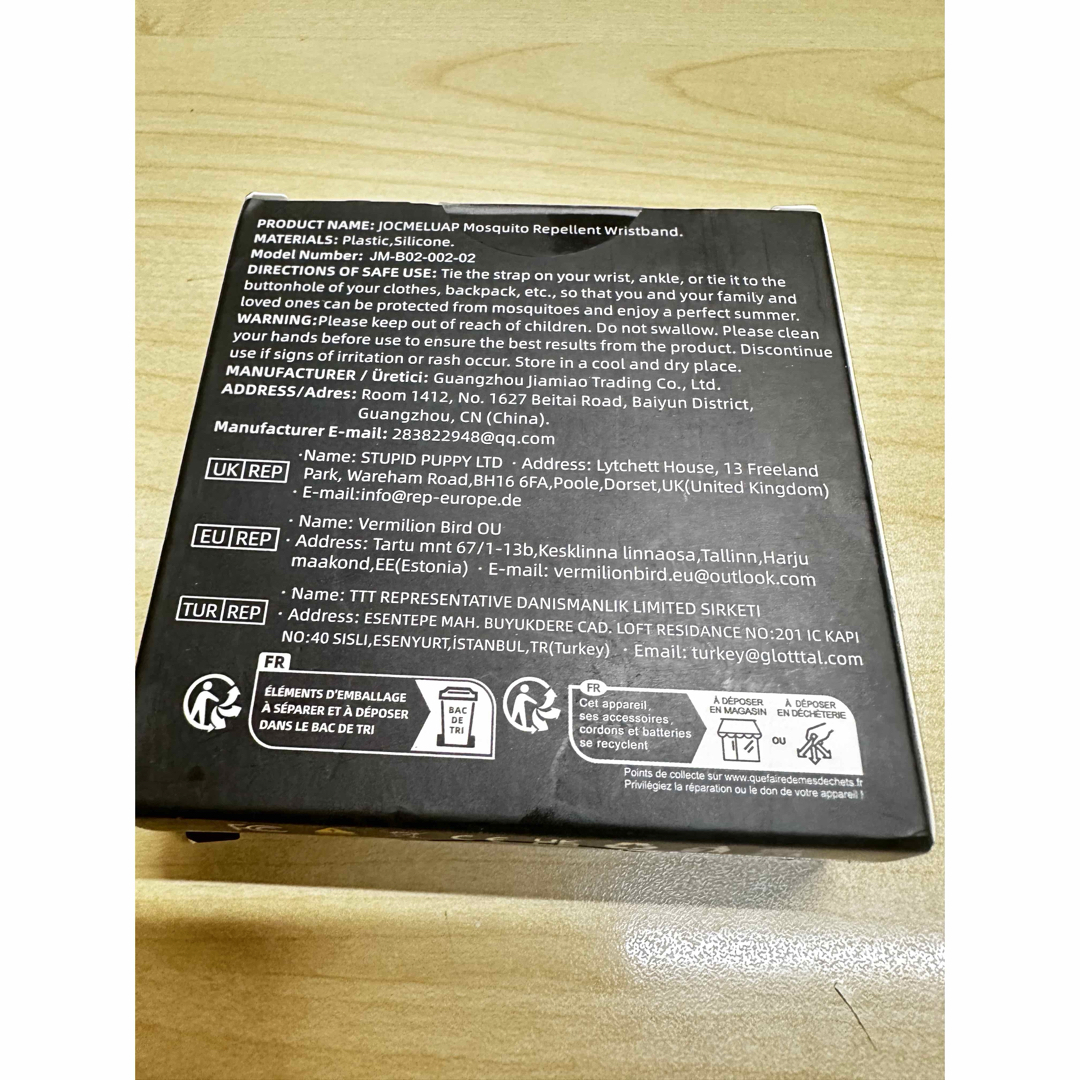 PRODUCT NAME: JOCMELUAP Mosquito Repellent Wristband.
MATERIALS: Plastic,Silicone.
Model Number: JM-B02-002-02
DIRECTIONS OF SAFE USE: Tie the strap on your wrist, ankle, or tie it to the
buttonhole of your clothes, backpack, etc., so that you and your family and
loved ones can be protected from mosquitoes and enjoy a perfect summer.
WARNING:Please keep out of reach of children. Do not swallow. Please clean
your hands before use to ensure the best results from the product. Discontinue
use if signs of irritation or rash occur. Store in a cool and dry place.
MANUFACTURER / Üretici: Guangzhou Jiamiao Trading Co., Ltd.
ADDRESS/Adres: Room 1412, No. 1627 Beitai Road, Baiyun District,
Guangzhou, CN (China).
Manufacturer E-mail: 283822948@qq.com
UK REP
·Name: STUPID PUPPY LTD · Address: Lytchett House, 13 Freeland
Park, Wareham Road,BH16 6FA,Poole,Dorset,UK(United Kingdom)
· E-mail:info@rep-europe.de
EU REP
· Name: Vermilion Bird OU
· Address: Tartu mnt 67/1-13b,Kesklinna linnaosa,Tallinn,Harju
maakond,EE(Estonia) · E-mail: vermilionbird.eu@outlook.com
TUR REP
· Name: TTT REPRESENTATIVE DANISMANLIK LIMITED SIRKETI
· Address: ESENTEPE MAH. BUYUKDERE CAD. LOFT RESIDANCE NO:201 IC KAPI
NO:40 SISLI,ESENYURT,İSTANBUL,TR(Turkey) · Email: turkey@glotttal.com
FR
ÉLÉMENTS D'EMBALLAGE
À SÉPARER ET À DÉPOSER
DANS LE BAC DE TRI
BAC
DE
TRI
FR
Cet appareil,
ses accessoires,
cordons et batteries
se recyclent
À DÉPOSER
EN MAGASIN
OU
À DÉPOSER
EN DÉCHÈTERIE
Points de collecte sur www.quefairedemesdechets.fr
Privilégiez la réparation ou le don de votre appareil !